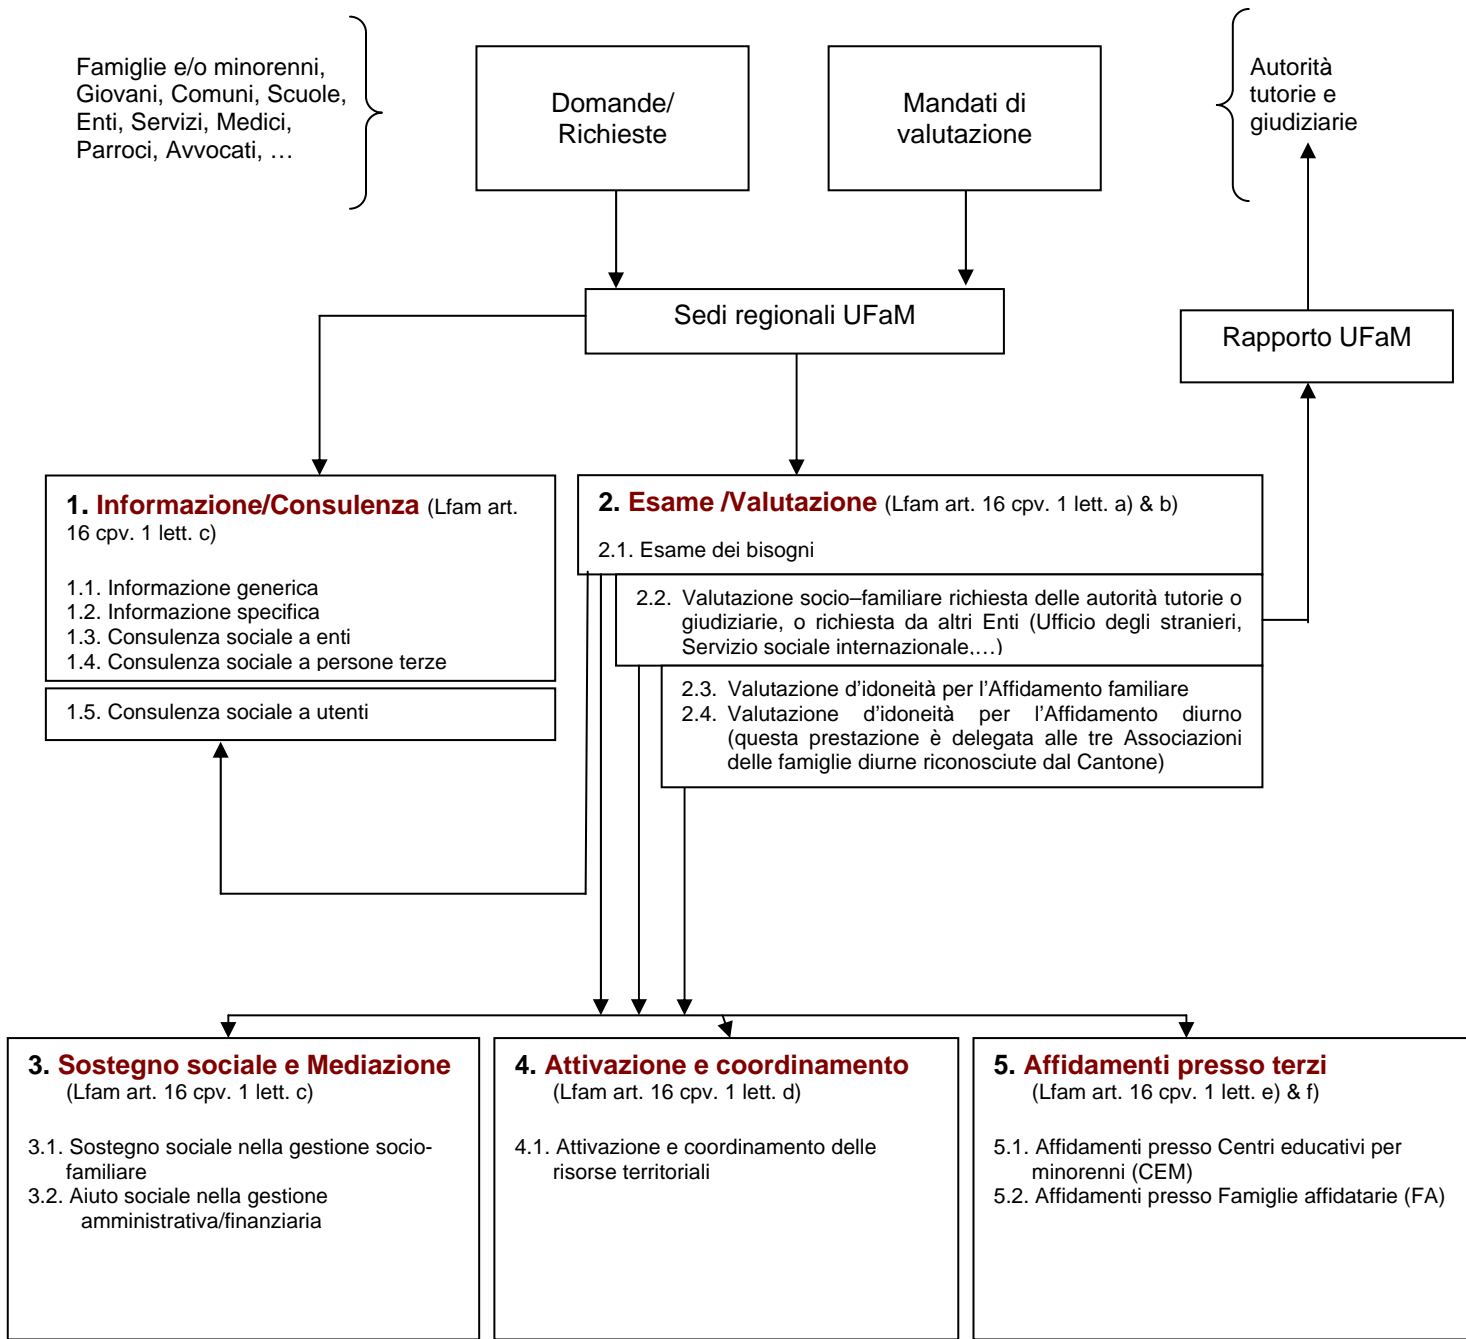 Famiglie e/o minorenni,
Giovani, Comuni, Scuole,
Enti, Servizi, Medici,
Parroci, Avvocati, …
Domande/
Richieste
Mandati di
valutazione
Autorità
tutorie e
giudiziarie
Sedi regionali UFaM
Rapporto UFaM
1. Informazione/Consulenza (Lfam art.
16 cpv. 1 lett. c)
1.1. Informazione generica
1.2. Informazione specifica
1.3. Consulenza sociale a enti
1.4. Consulenza sociale a persone terze
1.5. Consulenza sociale a utenti
2. Esame /Valutazione (Lfam art. 16 cpv. 1 lett. a) & b)
2.1. Esame dei bisogni
2.2. Valutazione socio–familiare richiesta delle autorità tutorie o
giudiziarie, o richiesta da altri Enti (Ufficio degli stranieri,
Servizio sociale internazionale,…)
2.3. Valutazione d’idoneità per l’Affidamento familiare
2.4. Valutazione d’idoneità per l’Affidamento diurno
(questa prestazione è delegata alle tre Associazioni
delle famiglie diurne riconosciute dal Cantone)
3. Sostegno sociale e Mediazione
(Lfam art. 16 cpv. 1 lett. c)
3.1. Sostegno sociale nella gestione socio-
familiare
3.2. Aiuto sociale nella gestione
amministrativa/finanziaria
4. Attivazione e coordinamento
(Lfam art. 16 cpv. 1 lett. d)
4.1. Attivazione e coordinamento delle
risorse territoriali
5. Affidamenti presso terzi
(Lfam art. 16 cpv. 1 lett. e) & f)
5.1. Affidamenti presso Centri educativi per
minorenni (CEM)
5.2. Affidamenti presso Famiglie affidatarie (FA)